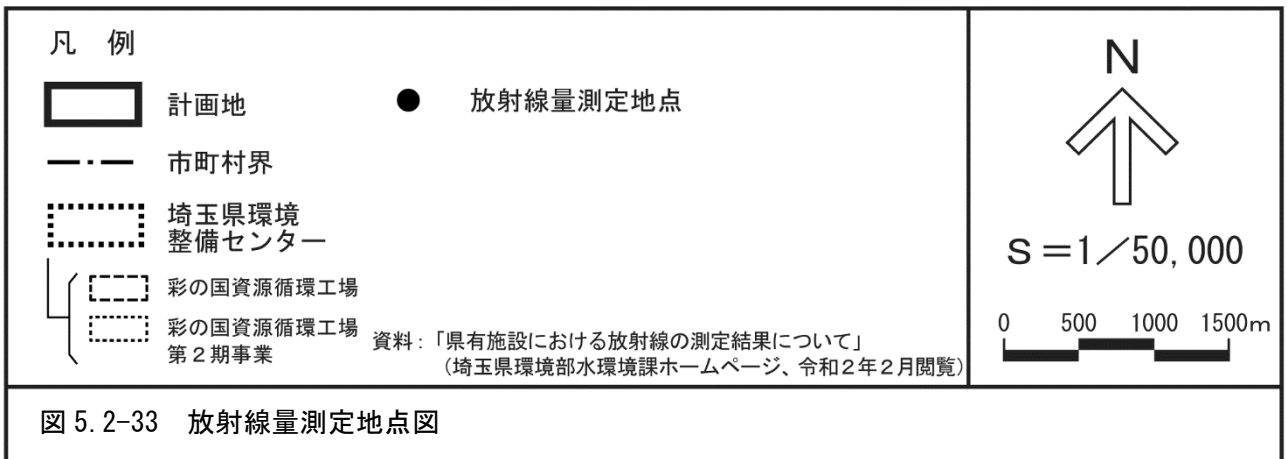 凡 例
計画地
放射線量測定地点
市町村界
埼玉県環境
整備センター
彩の国資源循環工場
彩の国資源循環工場
第2期事業
資料：「県有施設における放射線の測定結果について」
（埼玉県環境部水環境課ホームページ、令和2年2月閲覧）
N
S＝1／50,000
0 500 1000 1500m
図 5.2-33 放射線量測定地点図